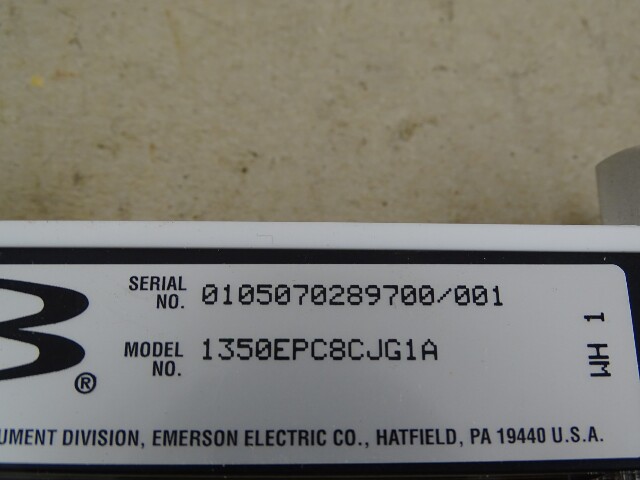 SERIAL NO. 0105070289700/001
MODEL NO. 1350EPC8CJG1A
®
WH 1
UMENT DIVISION, EMERSON ELECTRIC CO., HATFIELD, PA 19440 U.S.A.